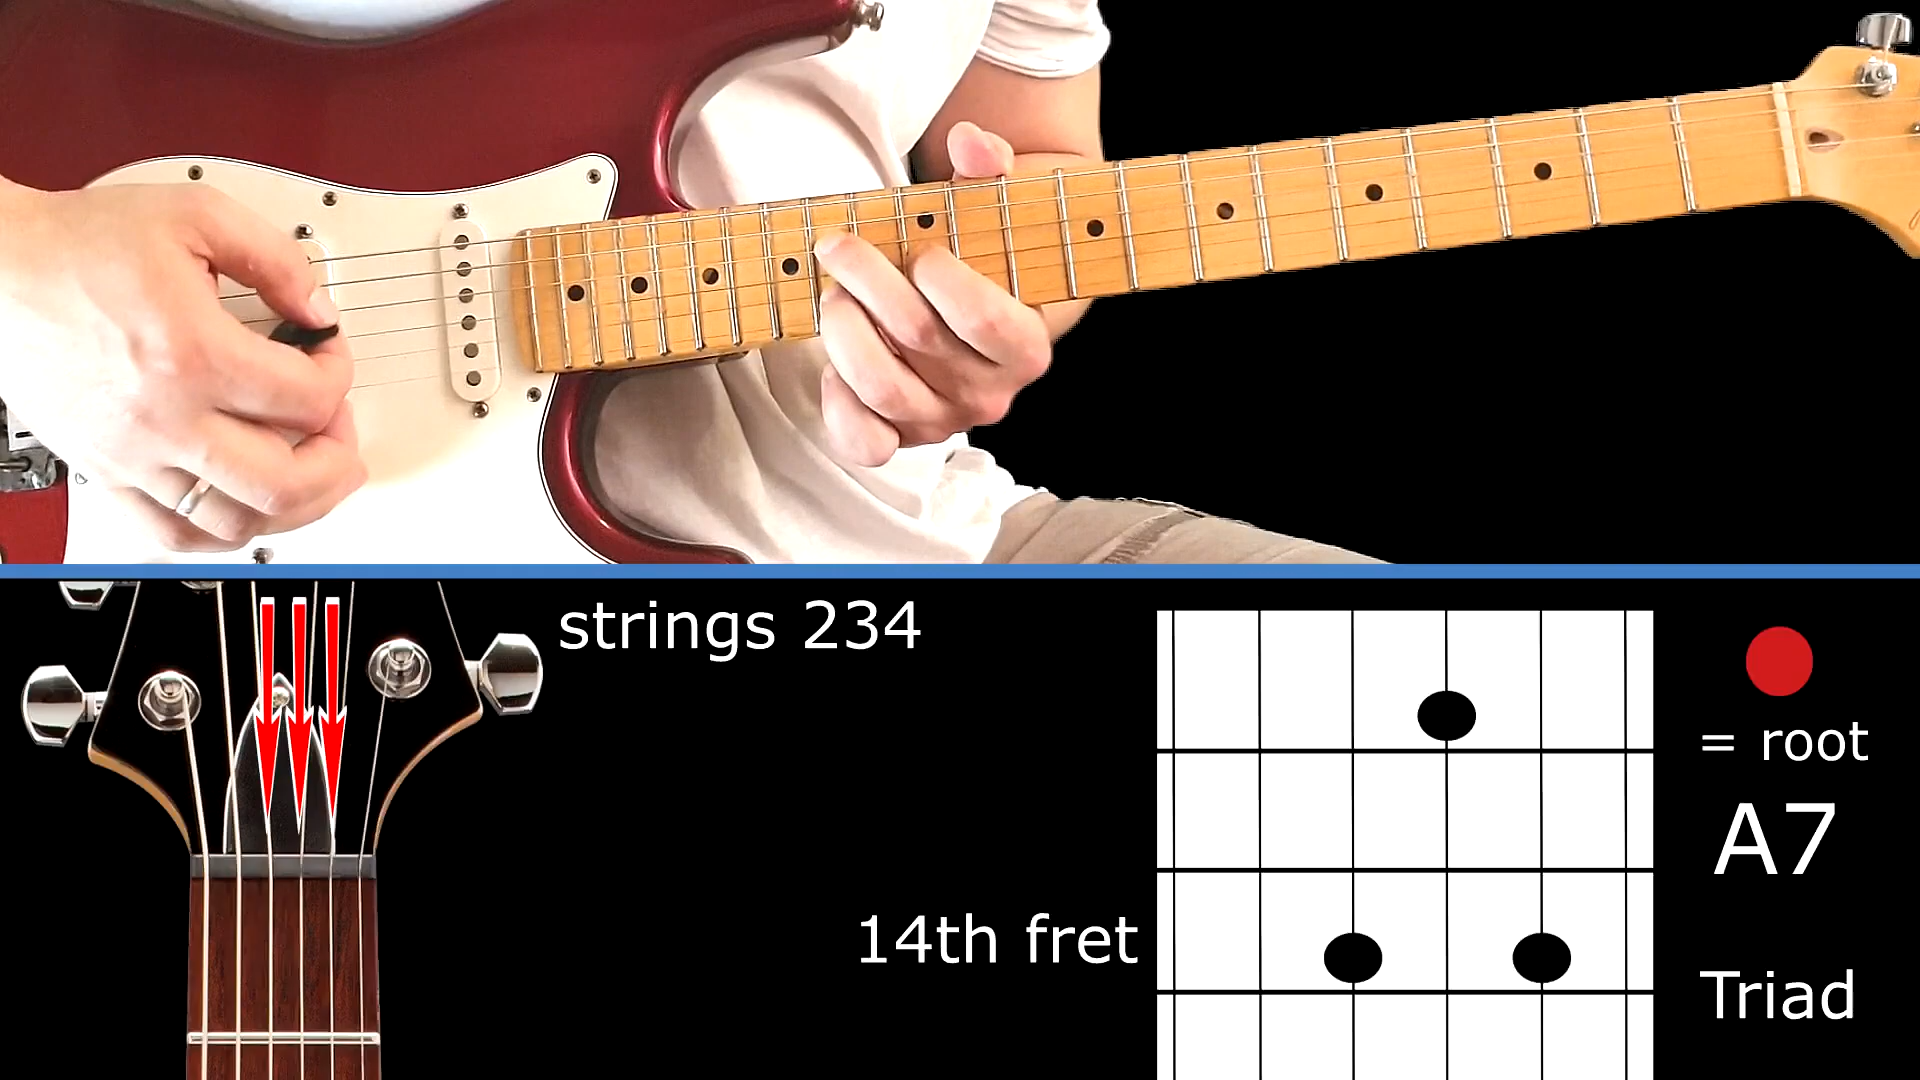 strings 234
14th fret
= root
A7
Triad